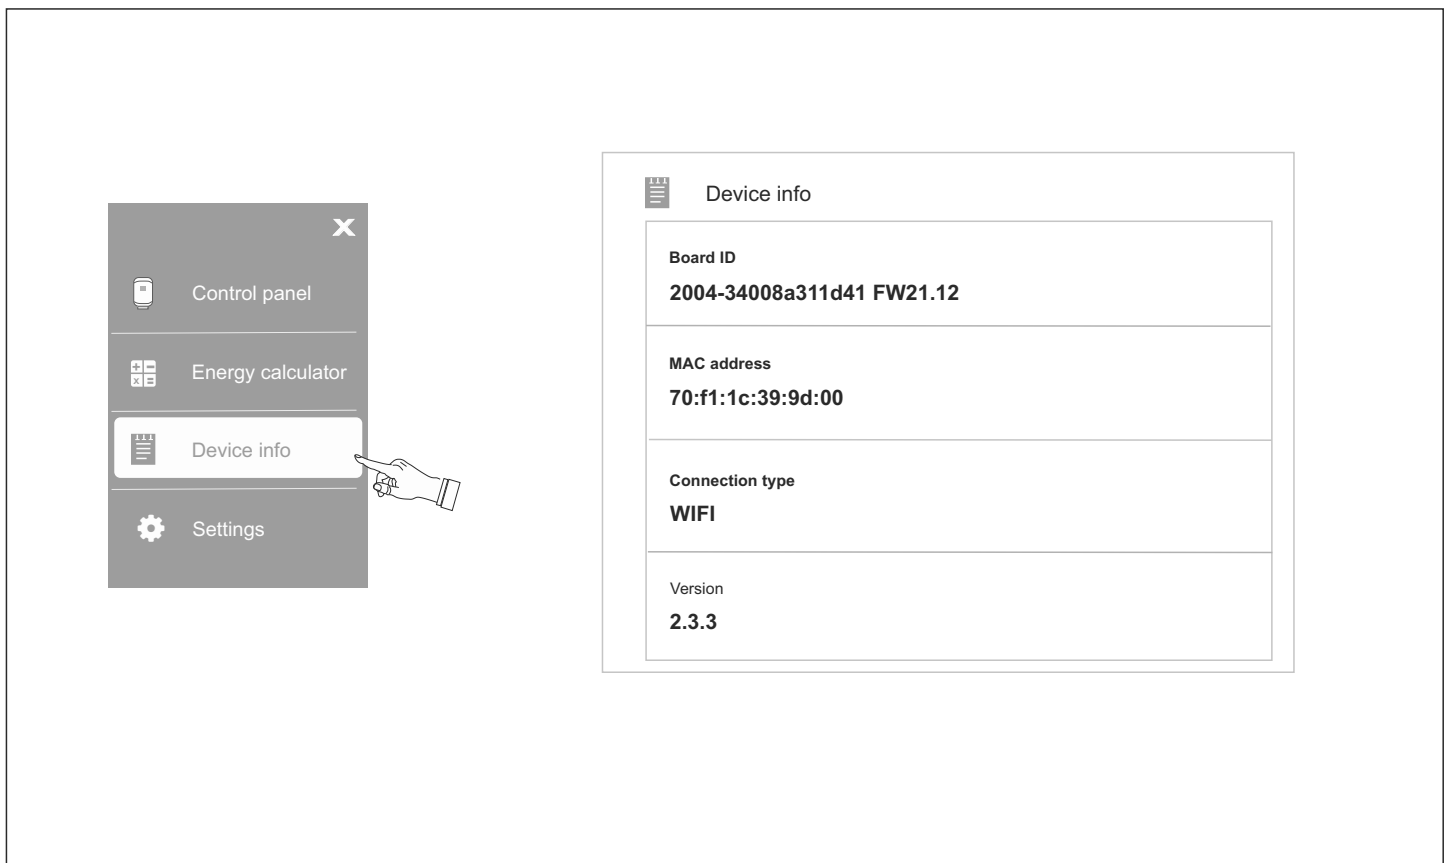 X
Control panel
Energy calculator
Device info
Settings
Device info
Board ID
2004-34008a311d41 FW21.12
MAC address
70:f1:1c:39:9d:00
Connection type
WIFI
Version
2.3.3